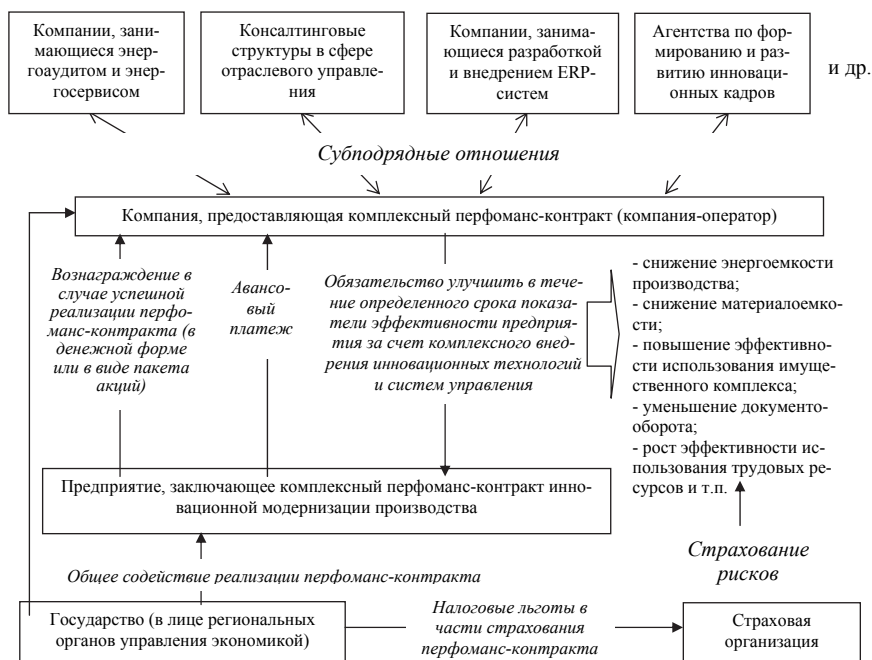 Компании, зани-
мающиеся энер-
гоаудитом и энер-
госервисом
Консалтинговые
структуры в сфере
отраслевого управле-
ния
Компании, занима-
ющиеся разработкой
и внедрением ERP-
систем
Агентства по фор-
мированию и раз-
витию инноваци-
онных кадров
и др.
Субподрядные отношения
Компания, предоставляющая комплексный перфоманс-контракт (компания-оператор)
Вознаграждение в
случае успешной
реализации перфо-
манс-контракта (в
денежной форме
или в виде пакета
акций)
Авансо-
вый
платеж
Обязательство улучшить в тече-
ние определенного срока показа-
тели эффективности предприя-
тия за счет комплексного внед-
рения инновационных технологий
и систем управления
- снижение энергоемкости
производства;
- снижение материалоемко-
сти;
- повышение эффективно-
сти использования имуще-
ственного комплекса;
- уменьшение документо-
оборота;
- рост эффективности ис-
пользования трудовых ре-
сурсов и т.п.
Предприятие, заключающее комплексный перфоманс-контракт инно-
вационной модернизации производства
Страхование
рисков
Общее содействие реализации перфоманс-контракта
Государство (в лице региональных
органов управления экономикой)
Налоговые льготы в
части страхования
перфоманс-контракта
Страховая
организация